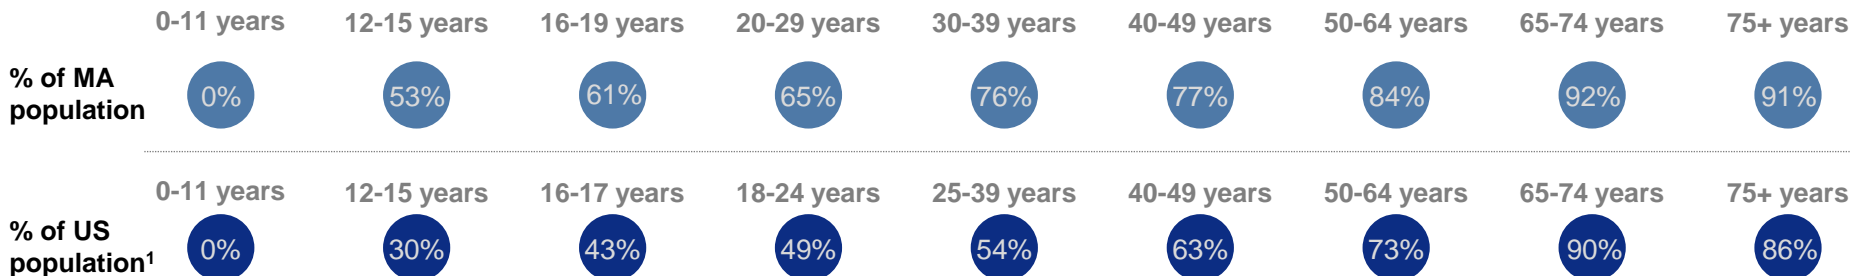 0-11 years 12-15 years 16-19 years 20-29 years 30-39 years 40-49 years 50-64 years 65-74 years 75+ years
% of MA
population
0% 53% 61% 65% 76% 77% 84% 92% 91%
0-11 years 12-15 years 16-17 years 18-24 years 25-39 years 40-49 years 50-64 years 65-74 years 75+ years
% of US
population¹
0% 30% 43% 49% 54% 63% 73% 90% 86%